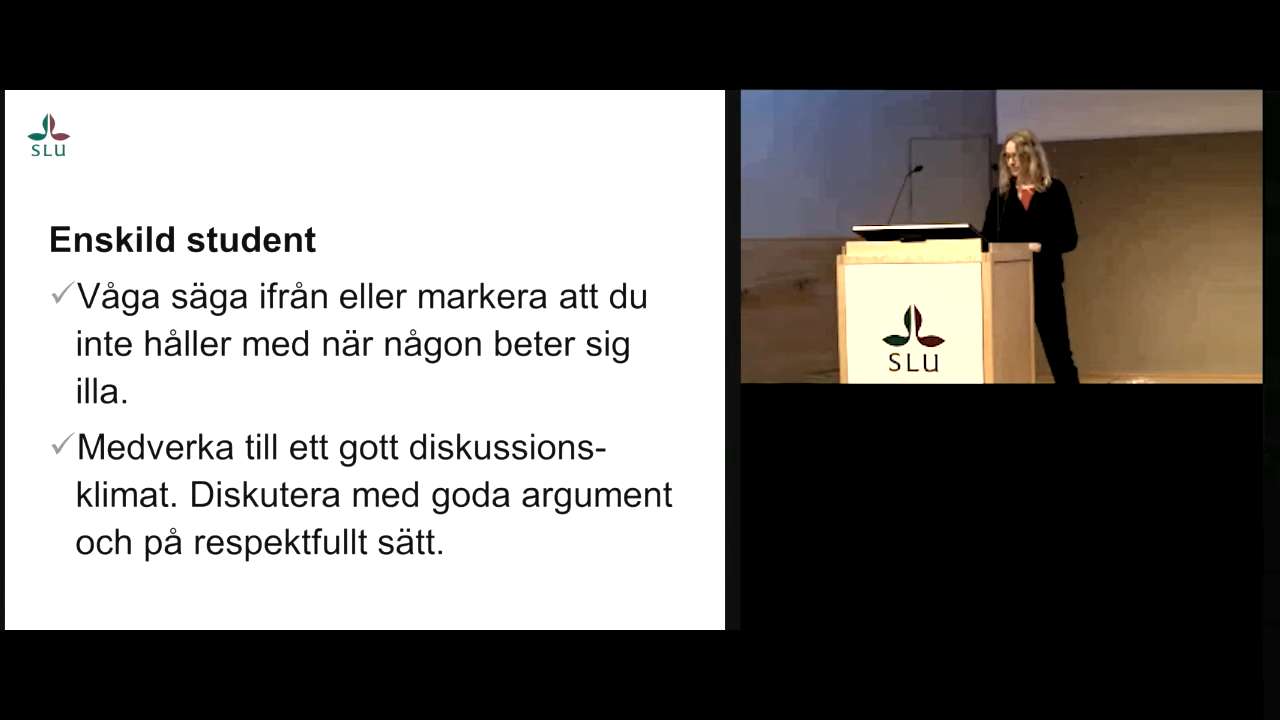 SLU
Enskild student
✓Våga säga ifrån eller markera att du
inte håller med när någon beter sig
illa.
✓Medverka till ett gott diskussions-
klimat. Diskutera med goda argument
och på respektfullt sätt.
SLU